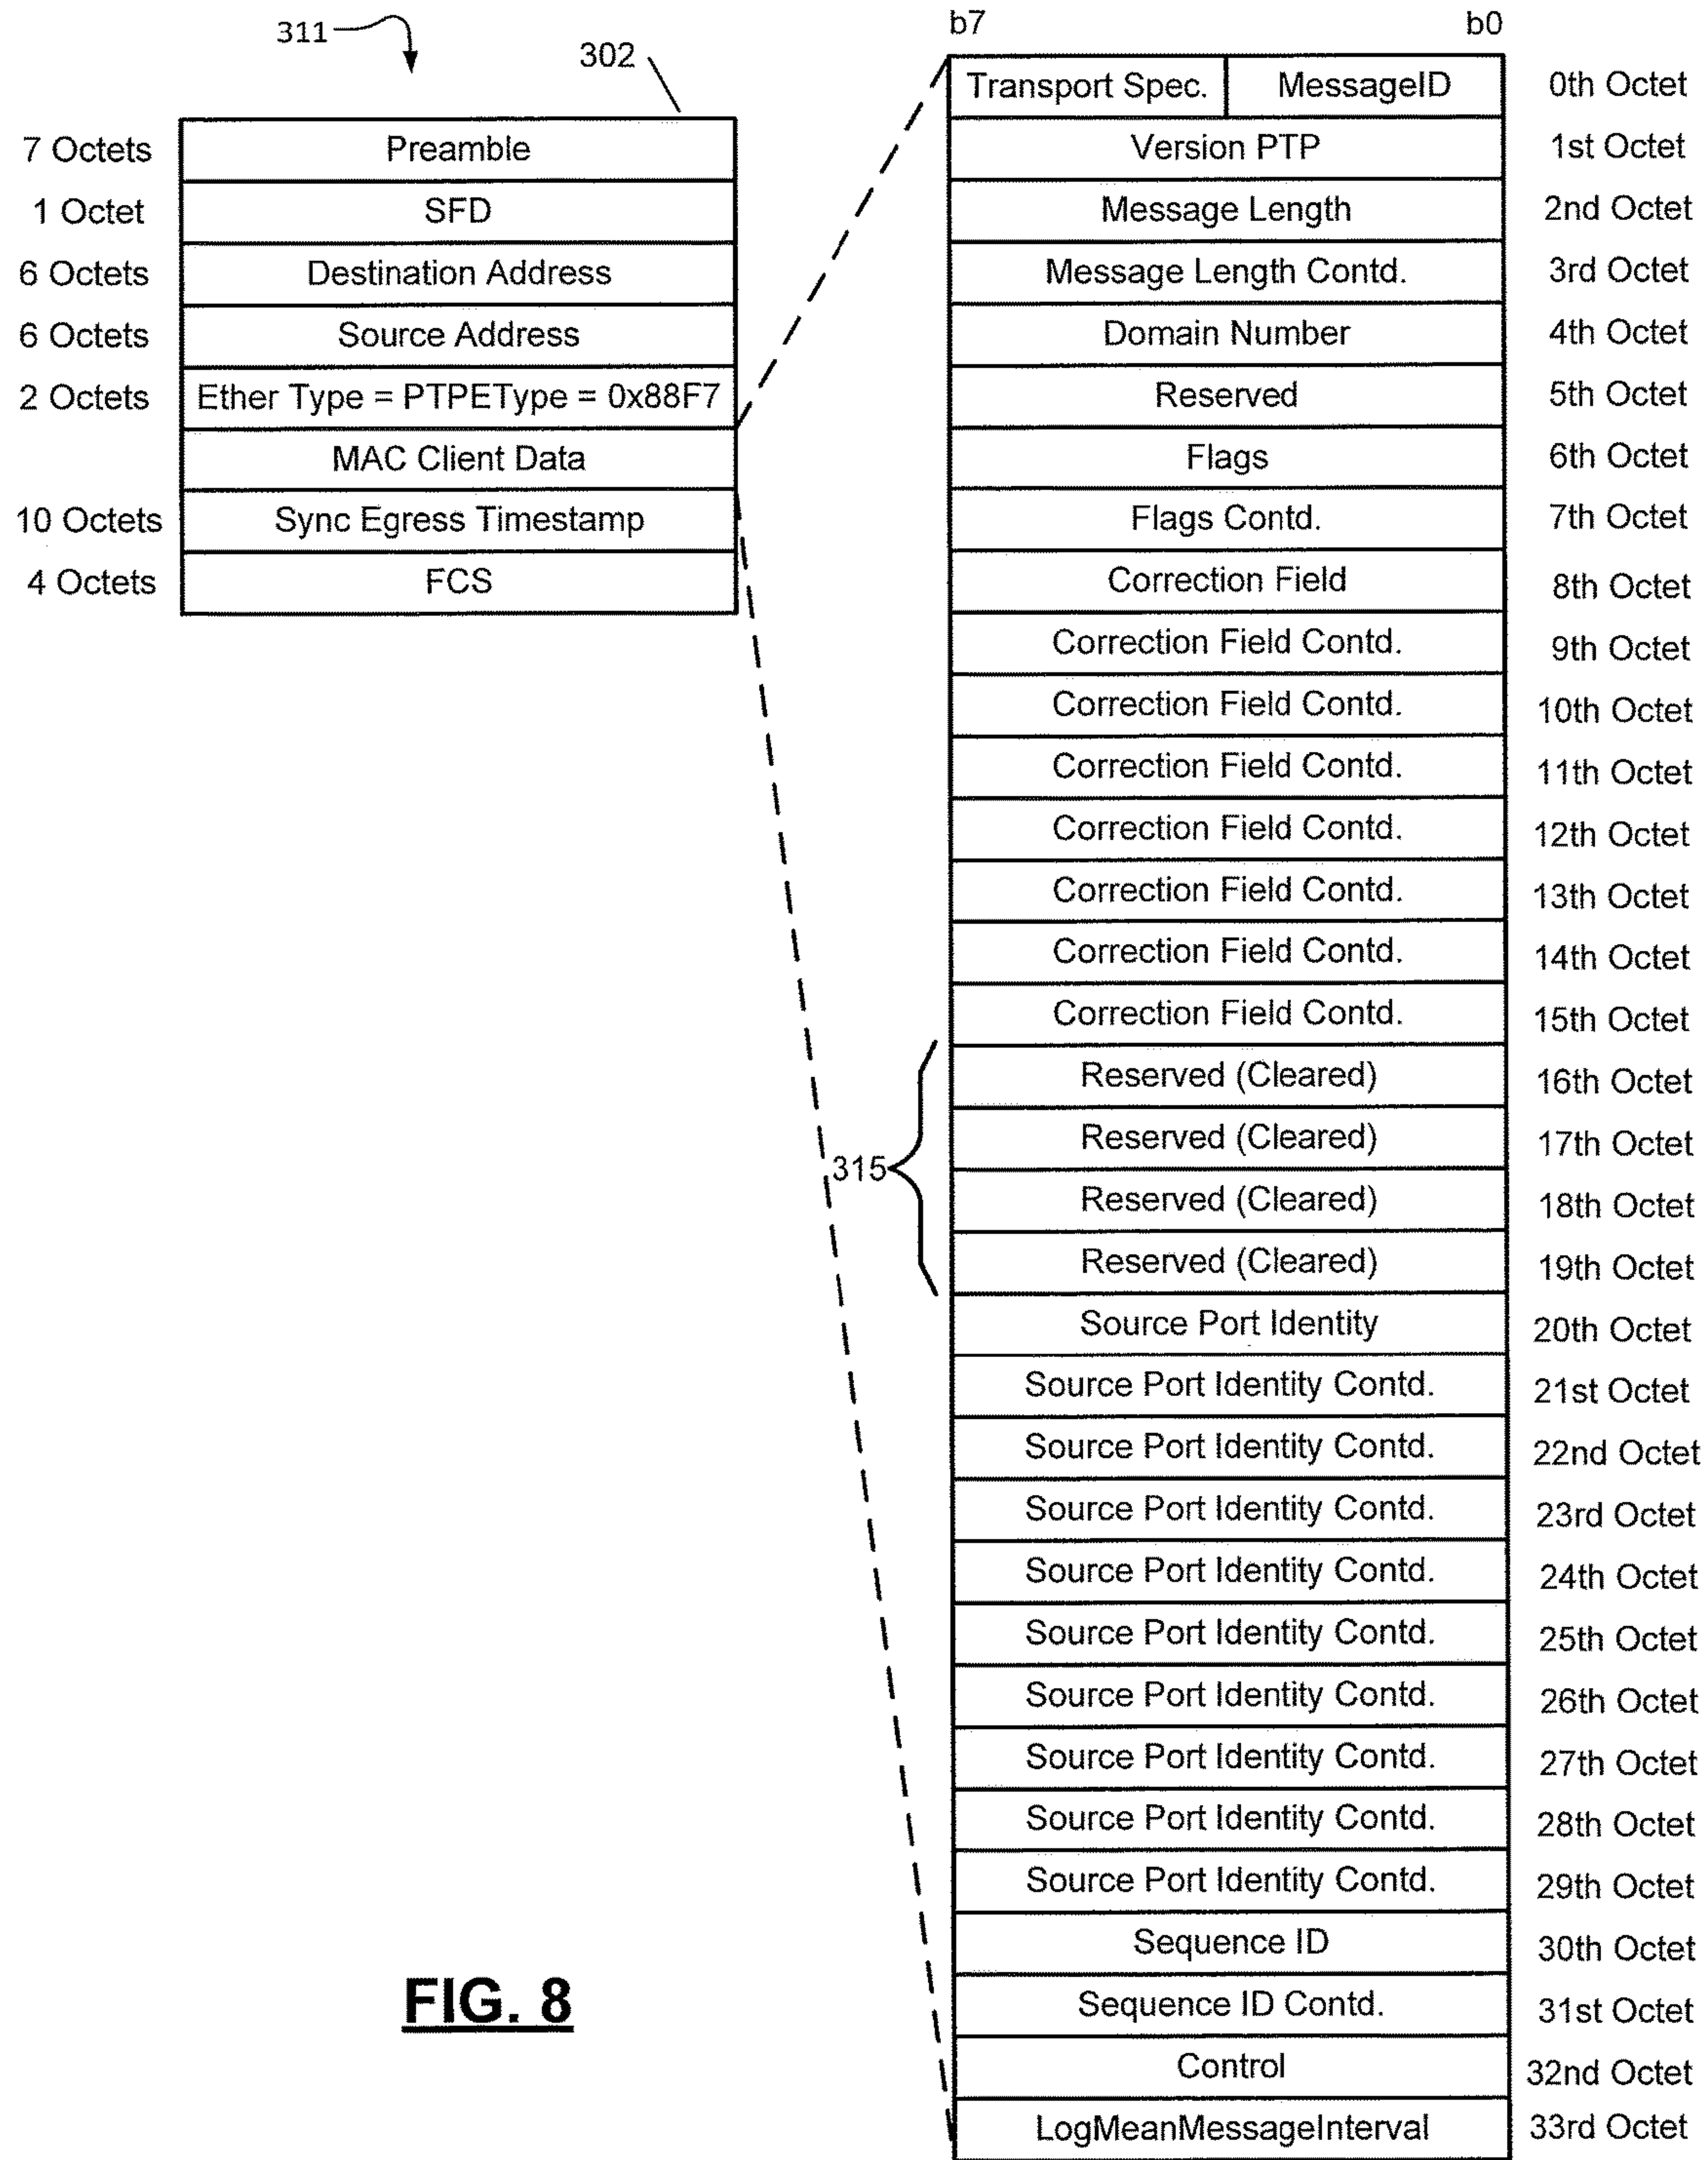 311
302
7 Octets Preamble
1 Octet SFD
6 Octets Destination Address
6 Octets Source Address
2 Octets Ether Type = PTPEType = 0x88F7
MAC Client Data
10 Octets Sync Egress Timestamp
4 Octets FCS
b7 b0
Transport Spec. MessageID 0th Octet
Version PTP 1st Octet
Message Length 2nd Octet
Message Length Contd. 3rd Octet
Domain Number 4th Octet
Reserved 5th Octet
Flags 6th Octet
Flags Contd. 7th Octet
Correction Field 8th Octet
Correction Field Contd. 9th Octet
Correction Field Contd. 10th Octet
Correction Field Contd. 11th Octet
Correction Field Contd. 12th Octet
Correction Field Contd. 13th Octet
Correction Field Contd. 14th Octet
Correction Field Contd. 15th Octet
Reserved (Cleared) 16th Octet
Reserved (Cleared) 17th Octet
315
Reserved (Cleared) 18th Octet
Reserved (Cleared) 19th Octet
Source Port Identity 20th Octet
Source Port Identity Contd. 21st Octet
Source Port Identity Contd. 22nd Octet
Source Port Identity Contd. 23rd Octet
Source Port Identity Contd. 24th Octet
Source Port Identity Contd. 25th Octet
Source Port Identity Contd. 26th Octet
Source Port Identity Contd. 27th Octet
Source Port Identity Contd. 28th Octet
Source Port Identity Contd. 29th Octet
Sequence ID 30th Octet
Sequence ID Contd. 31st Octet
Control 32nd Octet
LogMeanMessageInterval 33rd Octet
FIG. 8